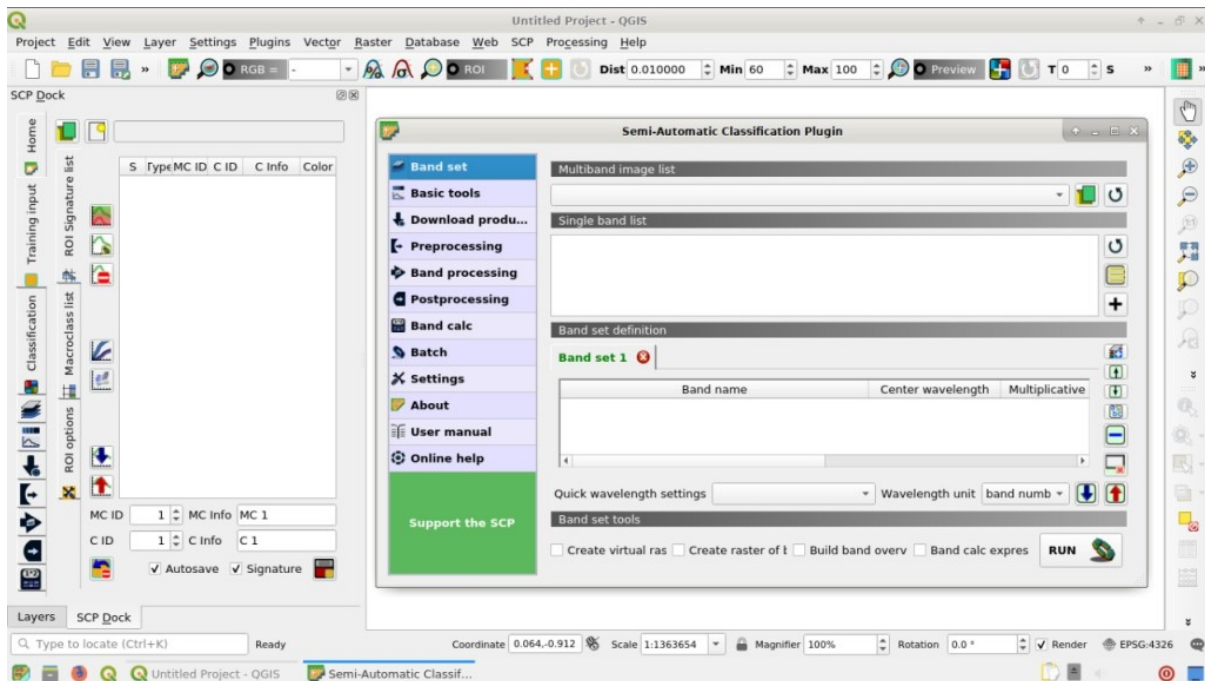 Untitled Project - QGIS
Project Edit View Layer Settings Plugins Vector Raster Database Web SCP Processing Help
» RGB = - ROI Dist 0.010000 Min 60 Max 100 Preview T 0 S » »
SCP Dock
Home
Training input
Classification
ROI Signature list
Macroclass list
ROI options
S Type MC ID C ID C Info Color
MC ID 1 MC Info MC 1
C ID 1 C Info C 1
Autosave Signature
Layers SCP Dock
Semi-Automatic Classification Plugin
Band set
Basic tools
Download produ...
Preprocessing
Band processing
Postprocessing
Band calc
Batch
Settings
About
User manual
Online help
Support the SCP
Multiband image list
Single band list
Band set definition
Band set 1
Band name Center wavelength Multiplicative
Quick wavelength settings Wavelength unit band numb
Band set tools
Create virtual ras Create raster of b Build band overv Band calc expres RUN
Type to locate (Ctrl+K) Ready Coordinate 0.064,-0.912 Scale 1:1363654 Magnifier 100% Rotation 0.0 ° Render EPSG:4326
Untitled Project - QGIS Semi-Automatic Classif...